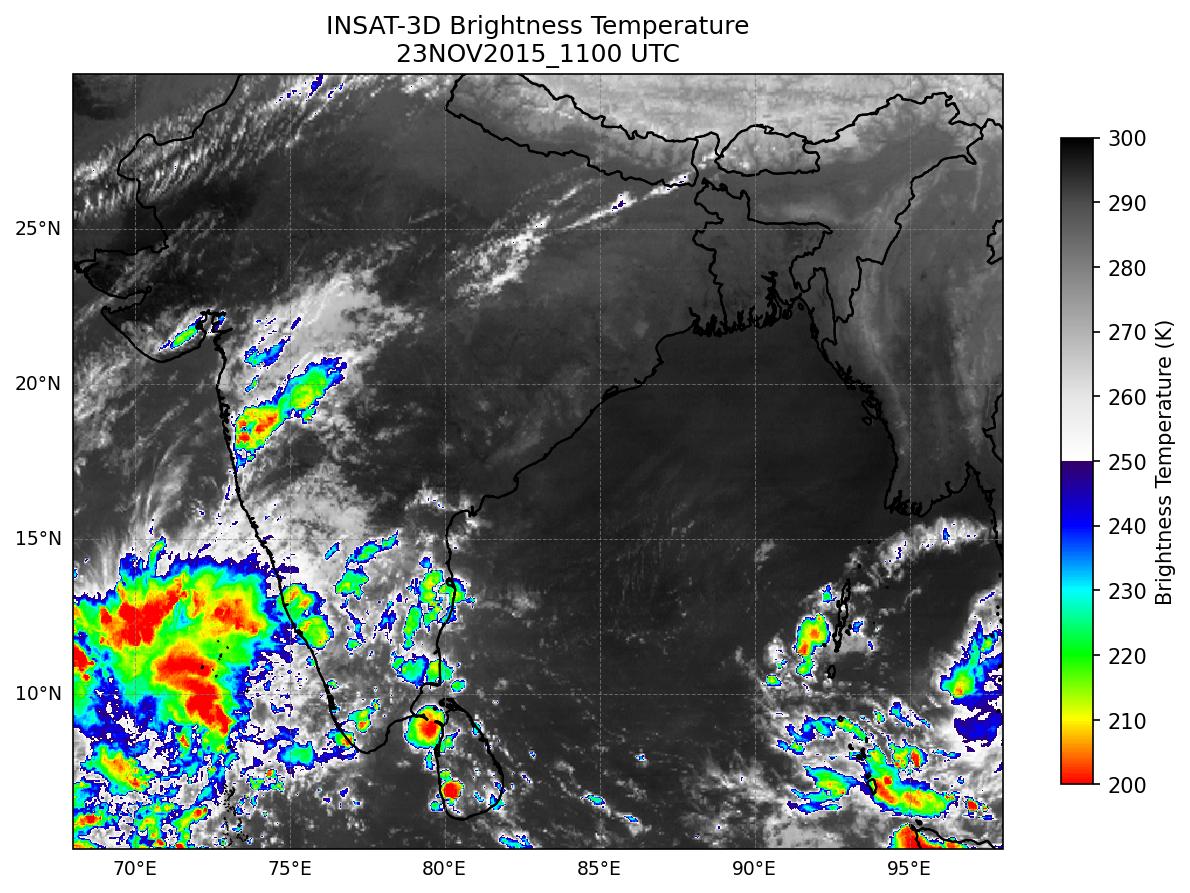 INSAT-3D Brightness Temperature
23NOV2015_1100 UTC
25°N
20°N
15°N
10°N
70°E
75°E
80°E
85°E
90°E
95°E
300
290
280
270
260
250
240
230
220
210
200
Brightness Temperature (K)